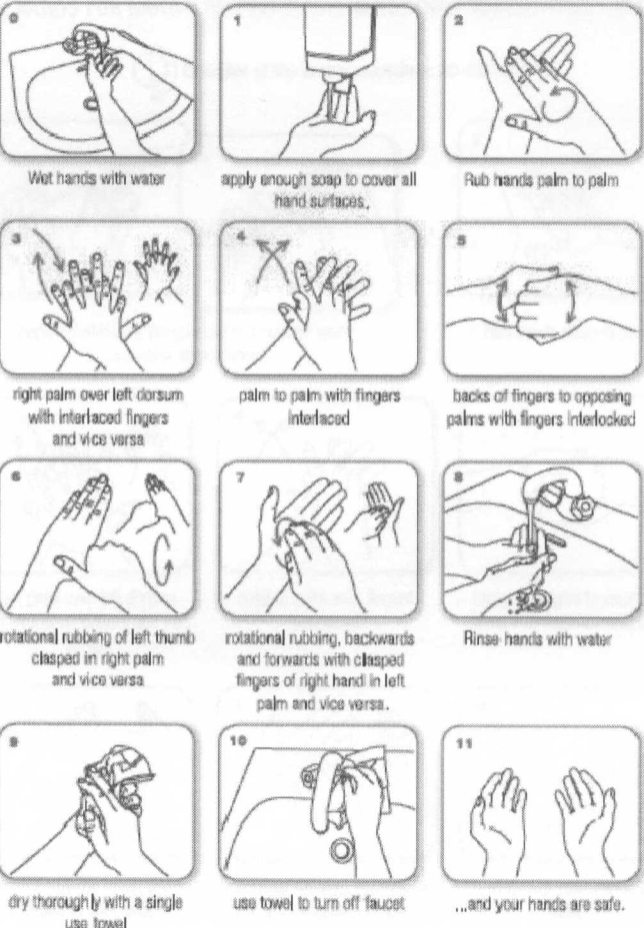 0
Wet hands with water
1
apply enough soap to cover all
hand surfaces.
2
Rub hands palm to palm
3
right palm over left dorsum
with interlaced fingers
and vice versa
4
palm to palm with fingers
interlaced
5
backs of fingers to opposing
palms with fingers interlocked
6
rotational rubbing of left thumb
clasped in right palm
and vice versa
7
rotational rubbing, backwards
and forwards with clasped
fingers of right hand in left
palm and vice versa.
8
Rinse hands with water
9
dry thoroughly with a single
use towel
10
use towel to turn off faucet
11
...and your hands are safe.